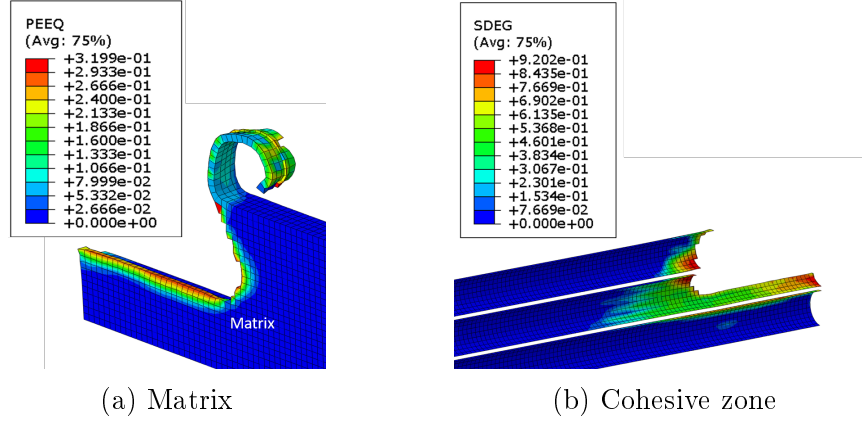 PEEQ
(Avg: 75%)
+3.199e-01
+2.933e-01
+2.666e-01
+2.400e-01
+2.133e-01
+1.866e-01
+1.600e-01
+1.333e-01
+1.066e-01
+7.999e-02
+5.332e-02
+2.666e-02
+0.000e+00
Matrix
(a) Matrix
SDEG
(Avg: 75%)
+9.202e-01
+8.435e-01
+7.669e-01
+6.902e-01
+6.135e-01
+5.368e-01
+4.601e-01
+3.834e-01
+3.067e-01
+2.301e-01
+1.534e-01
+7.669e-02
+0.000e+00
(b) Cohesive zone